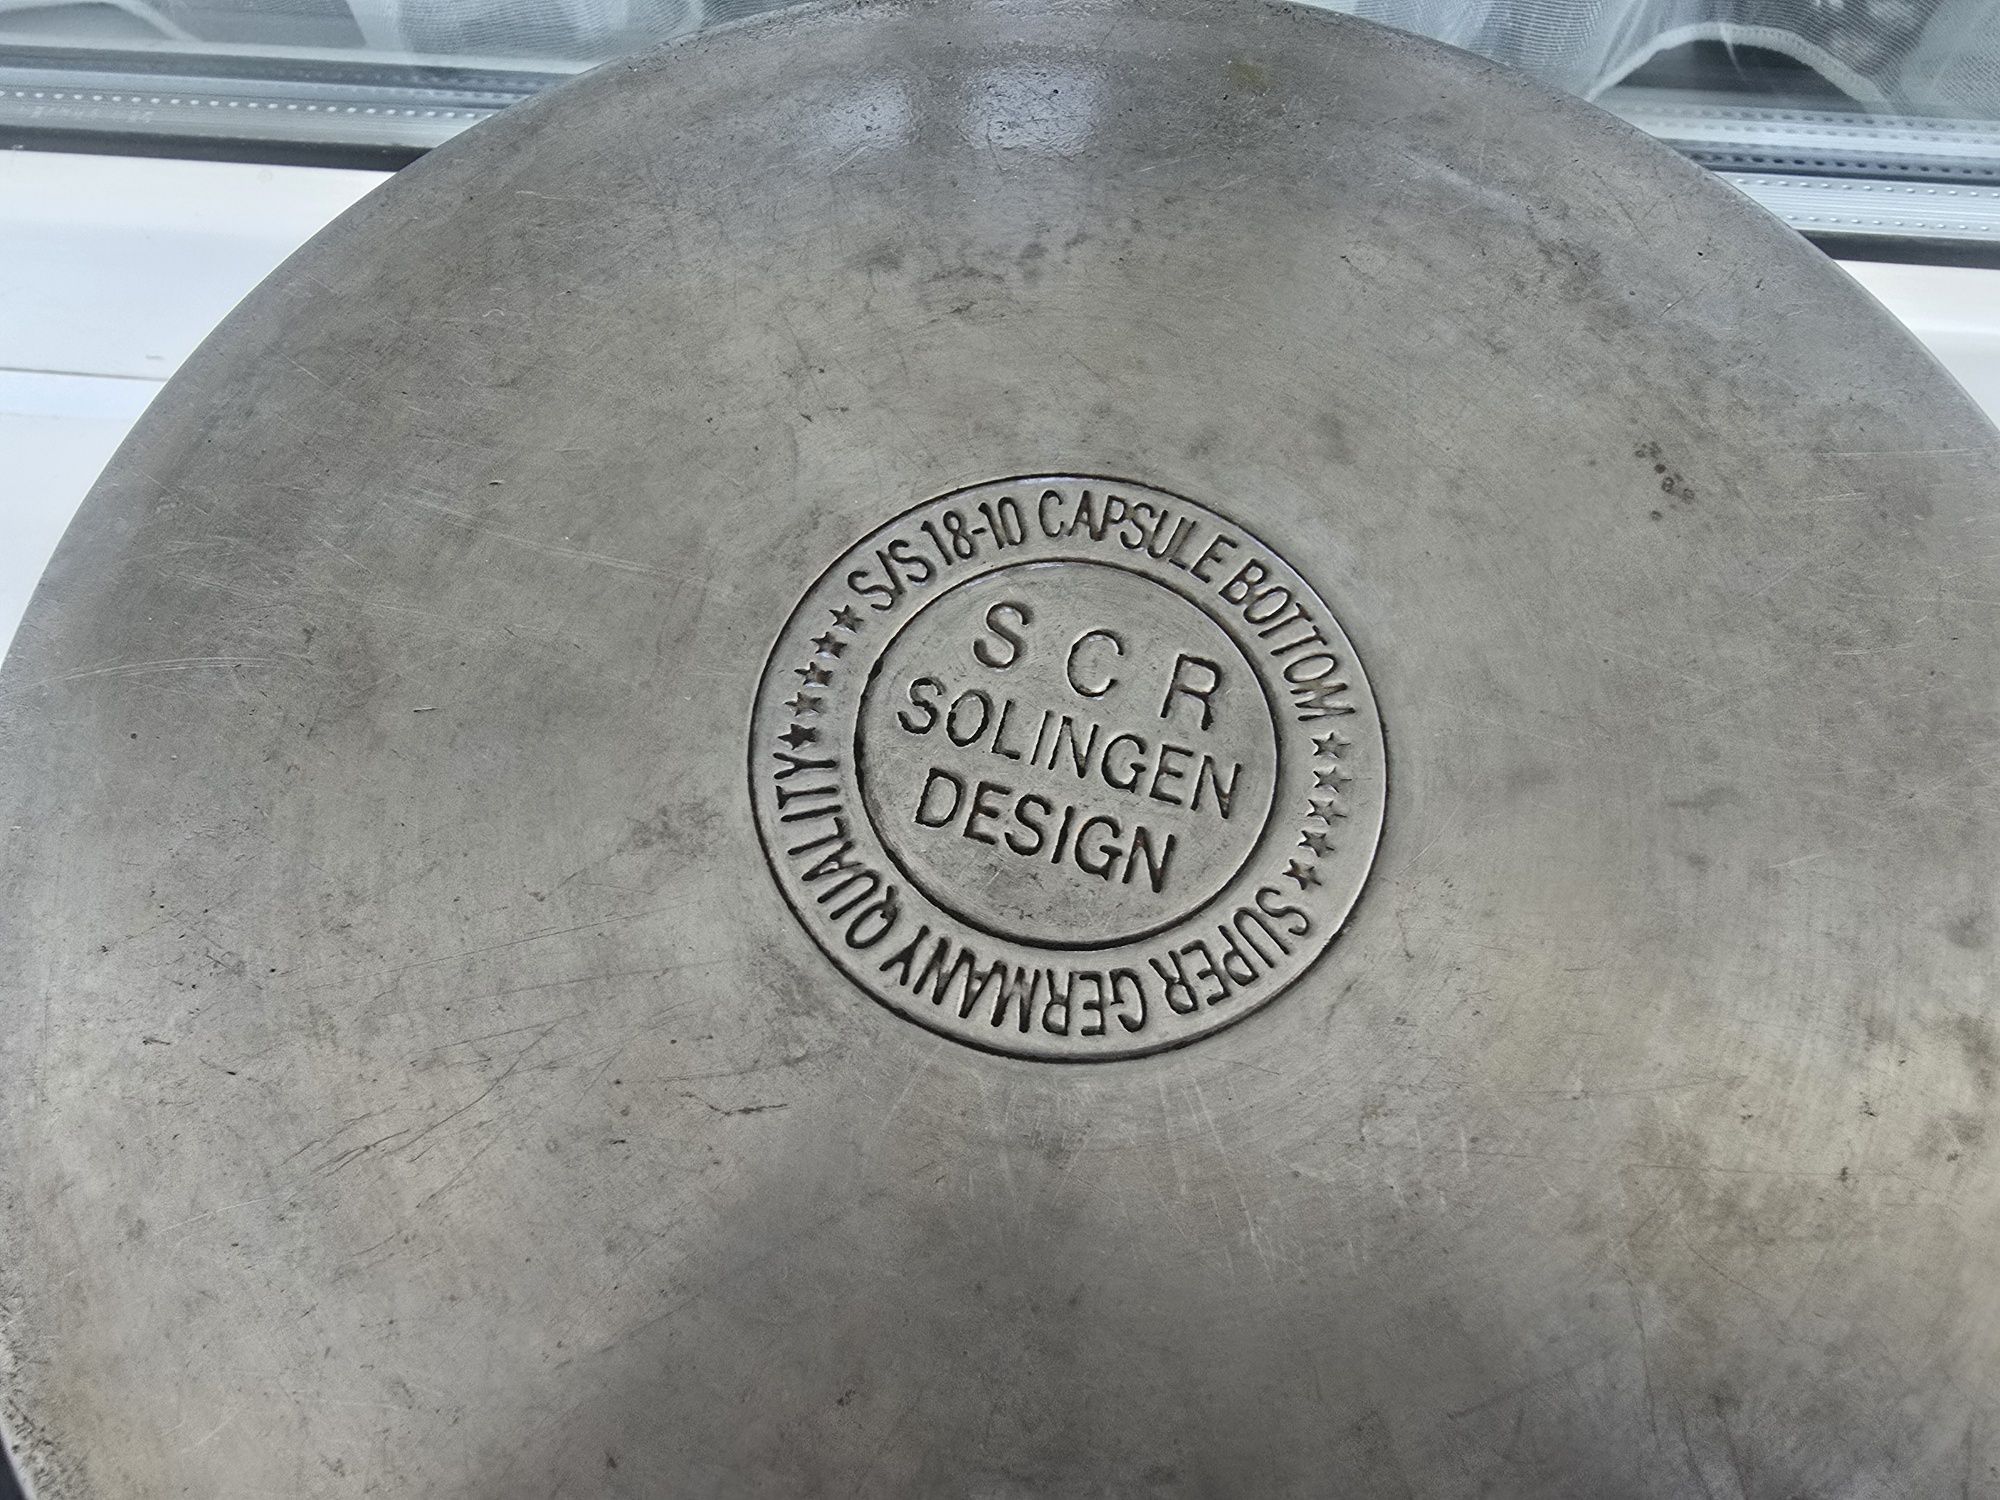 S/S 18-10 CAPSULE BOTTOM ★★★★★
SUPER GERMANY QUALITY ★★★★★
S C R
SOLINGEN
DESIGN